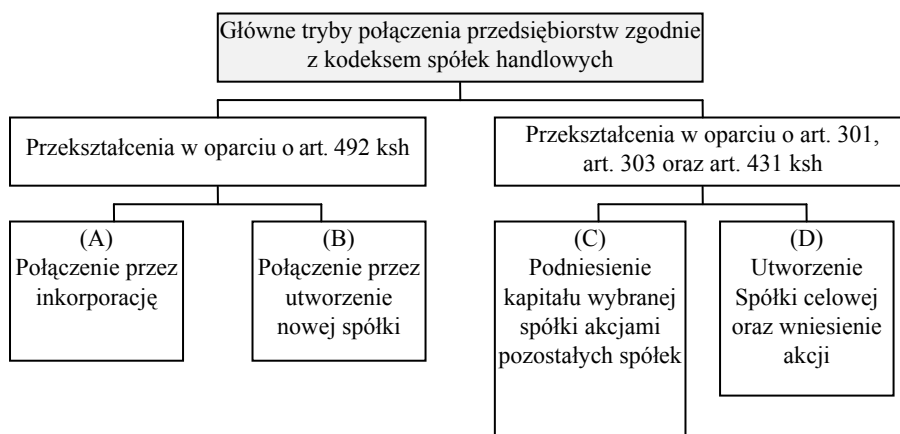 Główne tryby połączenia przedsiębiorstw zgodnie
z kodeksem spółek handlowych
Przekształcenia w oparciu o art. 492 ksh
Przekształcenia w oparciu o art. 301,
art. 303 oraz art. 431 ksh
(A)
Połączenie przez
inkorporację
(B)
Połączenie przez
utworzenie
nowej spółki
(C)
Podniesienie
kapitału wybranej
spółki akcjami
pozostałych spółek
(D)
Utworzenie
Spółki celowej
oraz wniesienie
akcji